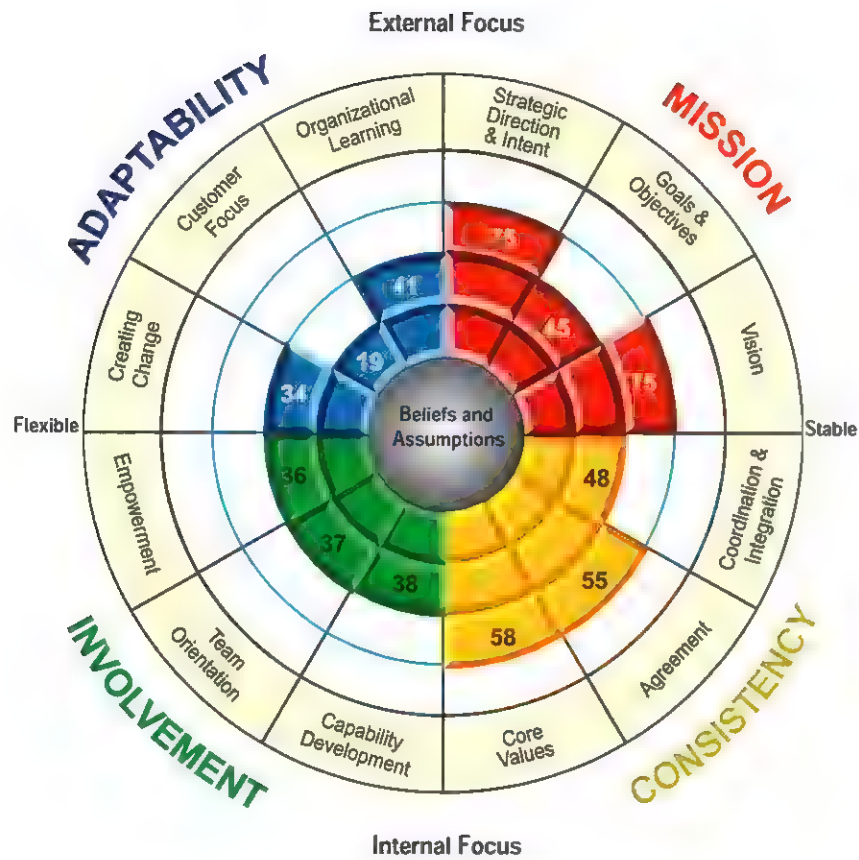 External Focus
ADAPTABILITY
MISSION
Organizational
Learning
Strategic
Direction
& Intent
Customer
Focus
Goals &
Objectives
Creating
Change
Vision
41
45
19
34
75
Flexible
Beliefs and
Assumptions
Stable
36
48
37
38
55
58
Empowerment
Coordination &
Integration
Team
Orientation
Agreement
Capability
Development
Core
Values
INVOLVEMENT
CONSISTENCY
Internal Focus